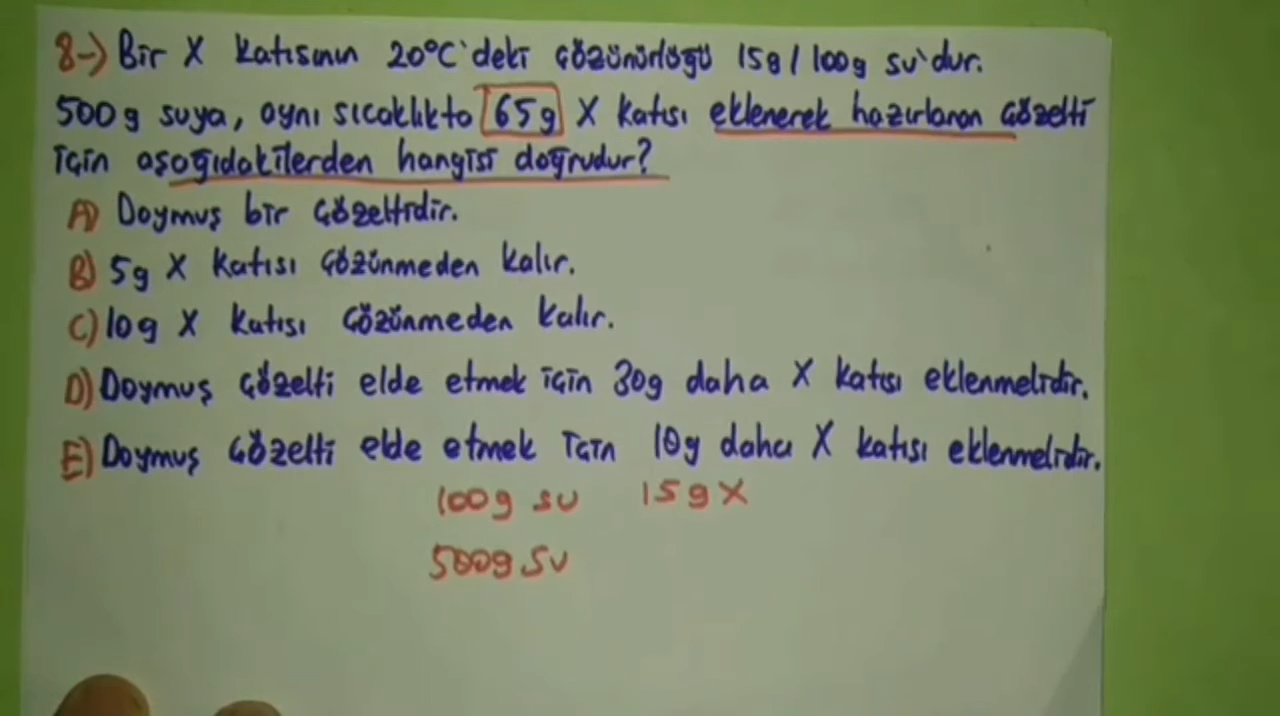 8-) Bir X katısının 20°C'deki çözünürlüğü 15g/100g su'dur.
500g suya, aynı sıcaklıkta 65g X katısı eklenerek hazırlanan çözelti
için aşağıdakilerden hangisi doğrudur?
A) Doymuş bir çözeltidir.
B) 5g X katısı çözünmeden kalır.
C) 10g X katısı çözünmeden kalır.
D) Doymuş çözelti elde etmek için 30g daha X katısı eklenmelidir.
E) Doymuş çözelti elde etmek için 10g daha X katısı eklenmelidir.
100g su 15g X
500g su